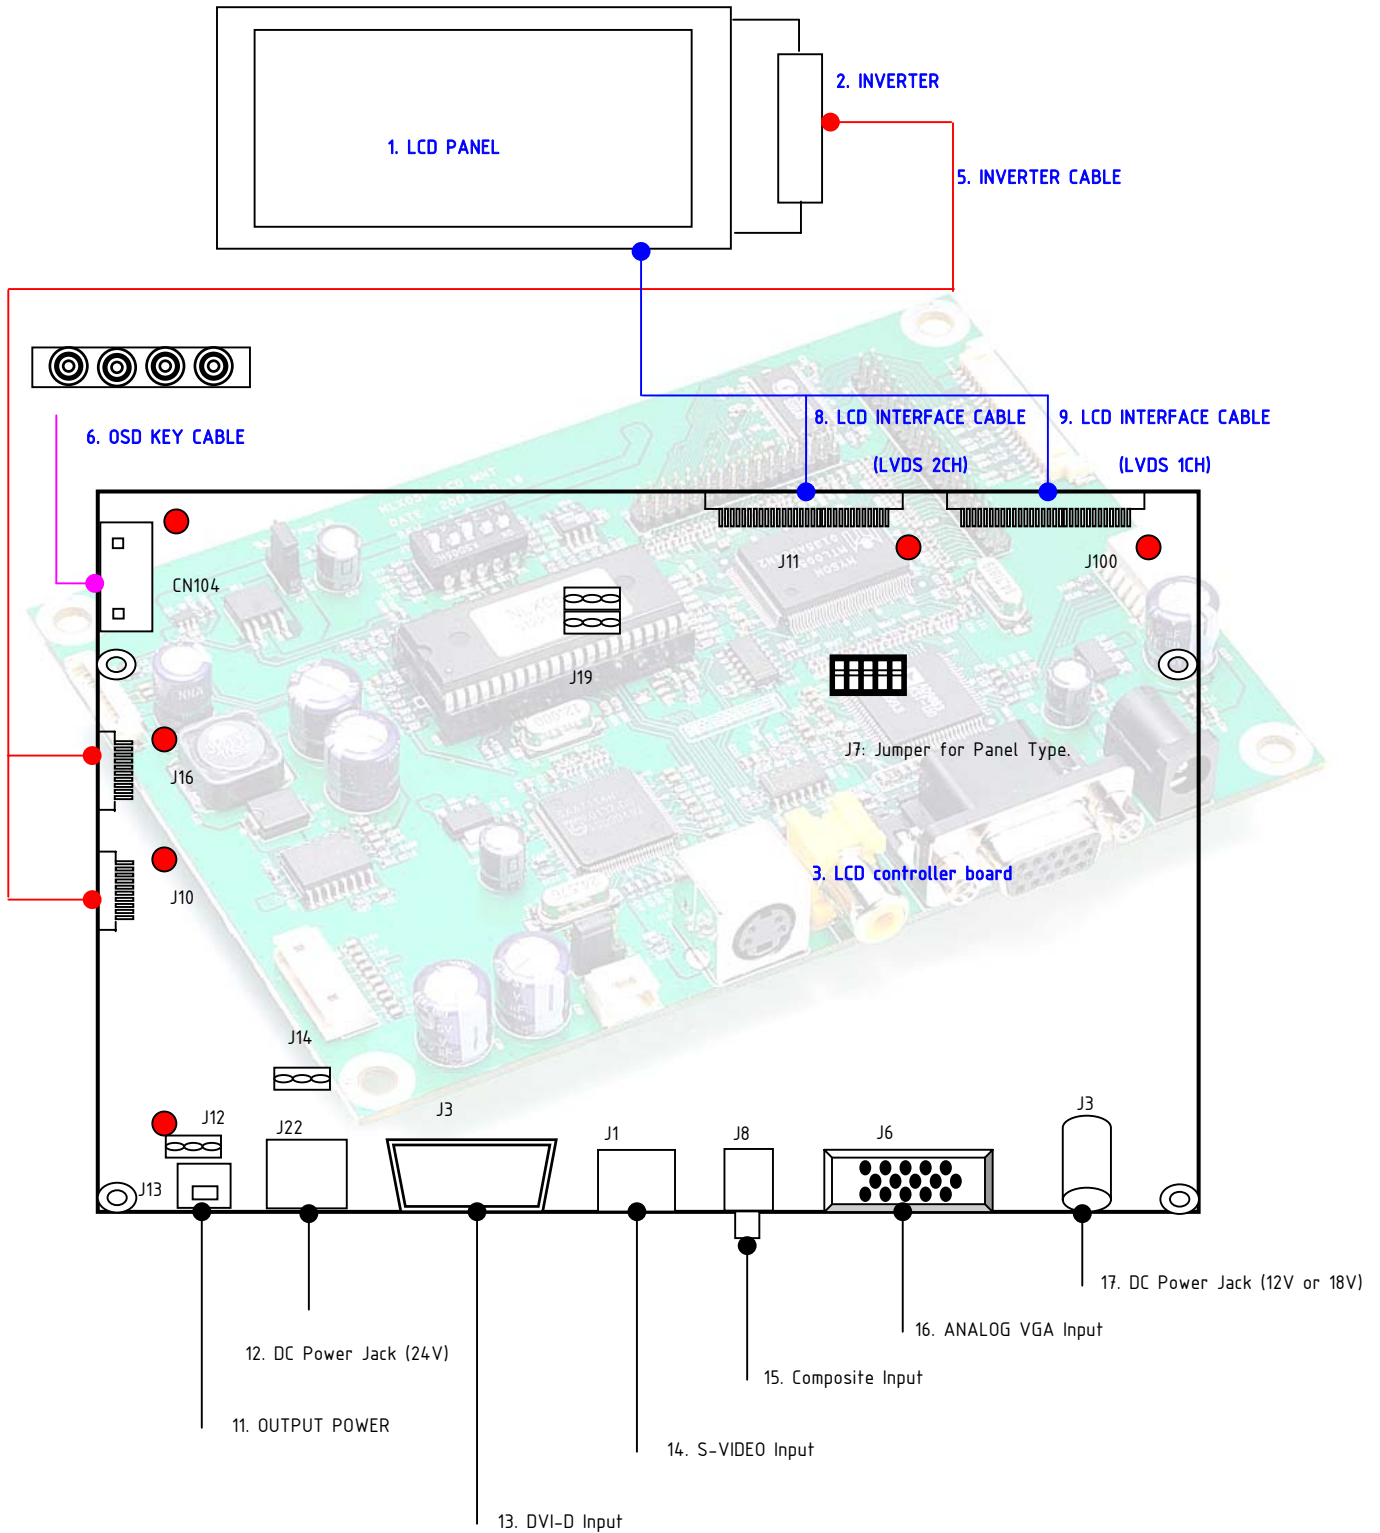 2. INVERTER
1. LCD PANEL
5. INVERTER CABLE
8. LCD INTERFACE CABLE
(LVDS 2CH)
9. LCD INTERFACE CABLE
(LVDS 1CH)
6. OSD KEY CABLE
J11
J100
CN104
J19
J7: Jumper for Panel Type.
J16
3. LCD controller board
J10
J14
J12
J22
J3
J1
J8
J6
J3
J13
17. DC Power Jack (12V or 18V)
16. ANALOG VGA Input
12. DC Power Jack (24V)
15. Composite Input
11. OUTPUT POWER
14. S-VIDEO Input
13. DVI-D Input